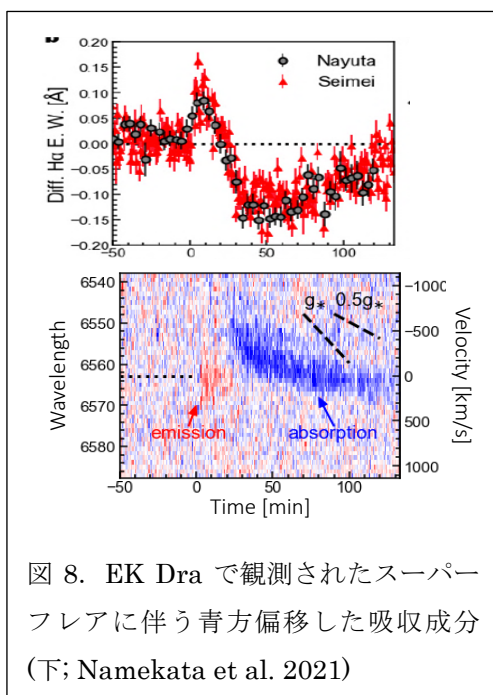 b
Nayuta
Seimei
Diff. Hα E. W. [Å]
0.20
0.15
0.10
0.05
0.00
-0.05
-0.10
-0.15
-0.20
-50
0
50
100
Wavelength
6540
6550
6560
6570
6580
g* 0.5g*
emission
absorption
-1000
-500
0
500
1000
Velocity [km/s]
-50
0
50
100
Time [min]
図 8. EK Dra で観測されたスーパー
フレアに伴う青方偏移した吸収成分
(下; Namekata et al. 2021)